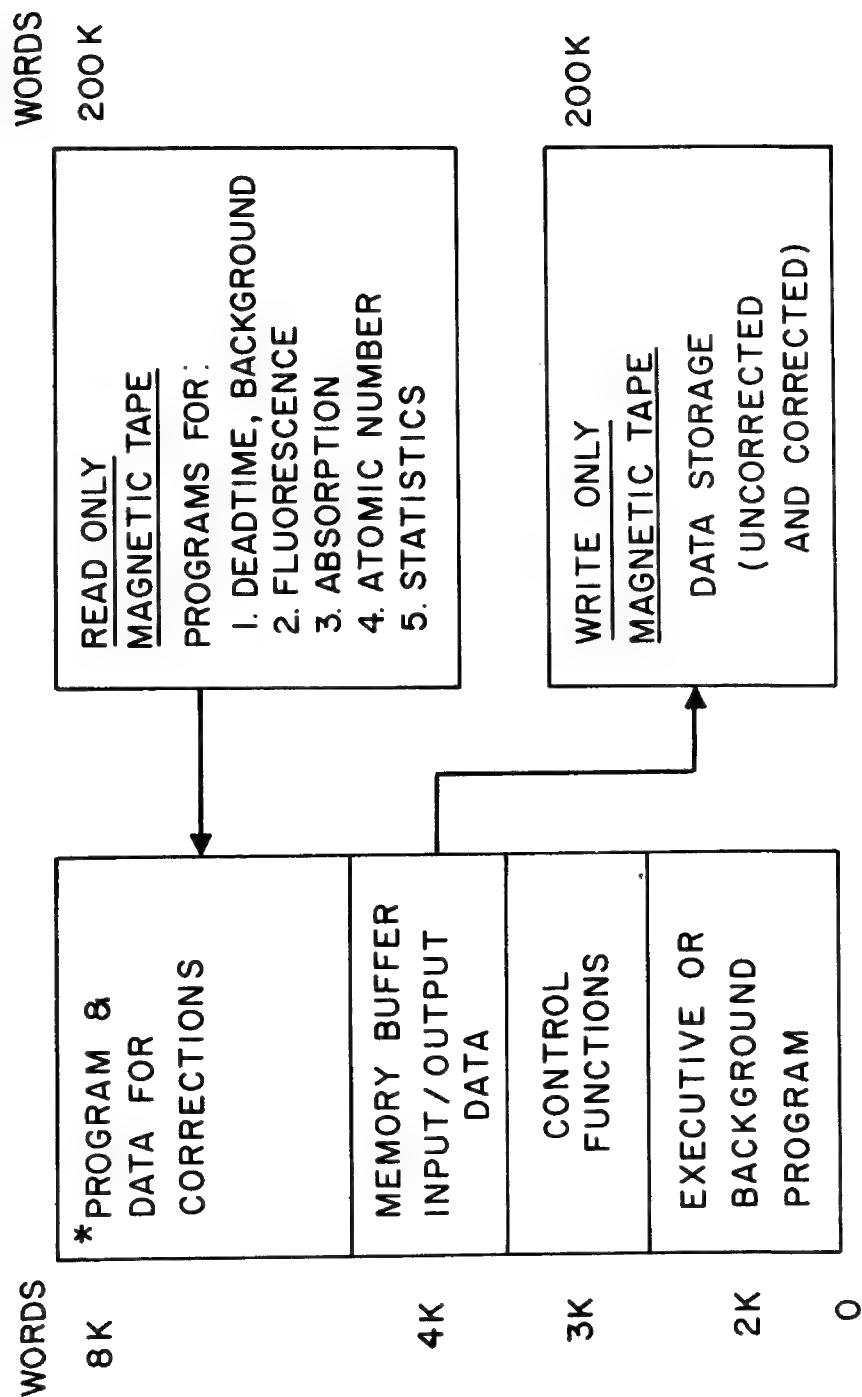 WORDS
8K
4K
3K
2K
0
*PROGRAM &
DATA FOR
CORRECTIONS
MEMORY BUFFER
INPUT/OUTPUT
DATA
CONTROL
FUNCTIONS
EXECUTIVE OR
BACKGROUND
PROGRAM
READ ONLY
MAGNETIC TAPE
PROGRAMS FOR:
1. DEADTIME, BACKGROUND
2. FLUORESCENCE
3. ABSORPTION
4. ATOMIC NUMBER
5. STATISTICS
WORDS
200K
WRITE ONLY
MAGNETIC TAPE
DATA STORAGE
(UNCORRECTED
AND CORRECTED)
200K